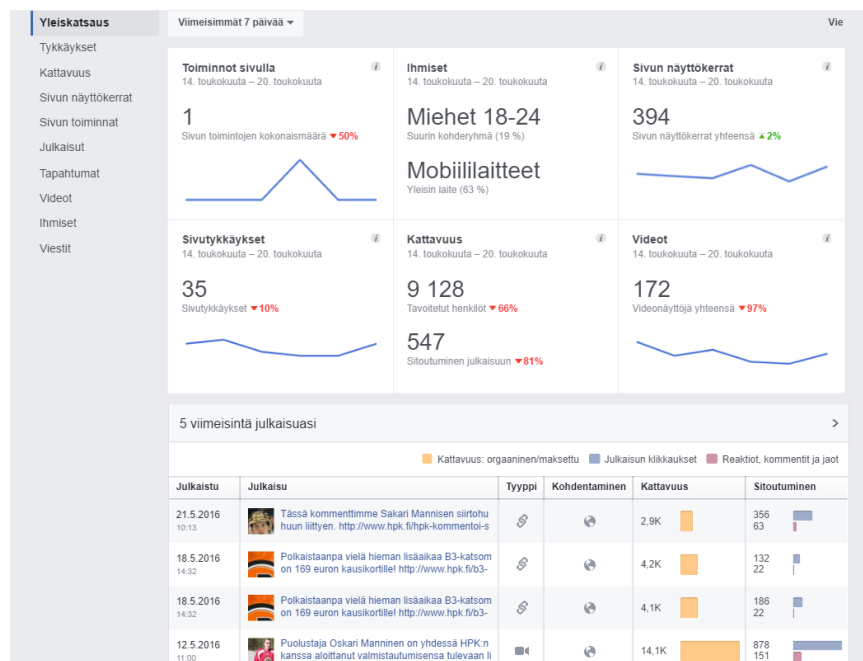 Yleiskatsaus
Tykkäykset
Kattavuus
Sivun näyttökerrat
Sivun toiminnat
Julkaisut
Tapahtumat
Videot
Ihmiset
Viestit
Viimeisimmät 7 päivää
Vie
Toiminnot sivulla
14. toukokuuta – 20. toukokuuta
1
Sivun toimintojen kokonaismäärä 50%
Ihmiset
14. toukokuuta – 20. toukokuuta
Miehet 18-24
Suurin kohderyhmä (19 %)
Mobiililaitteet
Yleisin laite (63 %)
Sivun näyttökerrat
14. toukokuuta – 20. toukokuuta
394
Sivun näyttökerrat yhteensä 2%
Sivutykkäykset
14. toukokuuta – 20. toukokuuta
35
Sivutykkäykset 10%
Kattavuus
14. toukokuuta – 20. toukokuuta
9 128
Tavoitetut henkilöt 66%
547
Sitoutuminen julkaisuun 81%
Videot
14. toukokuuta – 20. toukokuuta
172
Videonäyttöjä yhteensä 97%
5 viimeisintä julkaisuasi
Kattavuus: orgaaninen/maksettu Julkaisun klikkaukset Reaktiot, kommentit ja jaot
Julkaistu Julkaisu Tyyppi Kohdentaminen Kattavuus Sitoutuminen
21.5.2016 Tässä kommenttimme Sakari Mannisen siirtohu 2,9K 356
10:13 huun liittyen. http://www.hpk.fi/hpk-kommentoi-s 63
18.5.2016 Polkaistaanpa vielä hieman lisäaikaa B3-katsom 4,2K 132
14:32 on 169 euron kausikortille! http://www.hpk.fi/b3- 22
18.5.2016 Polkaistaanpa vielä hieman lisäaikaa B3-katsom 4,1K 186
14:32 on 169 euron kausikortille! http://www.hpk.fi/b3- 22
12.5.2016 Puolustaja Oskari Manninen on yhdessä HPK:n 14,1K 878
11:00 kanssa aloittanut valmistautumisensa tulevaan li 151